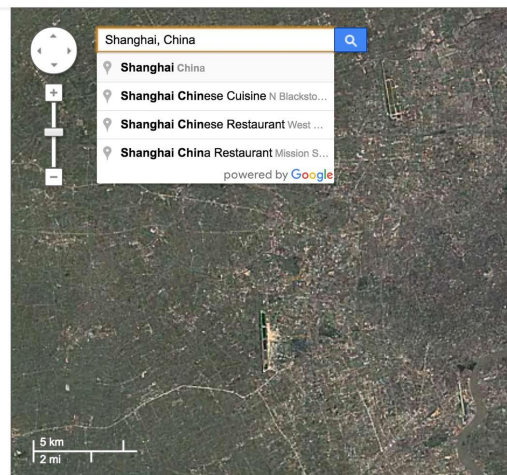 Shanghai, China
Shanghai China
Shanghai Chinese Cuisine N Blacksto...
Shanghai Chinese Restaurant West ...
Shanghai China Restaurant Mission S...
powered by Google
5 km
2 mi